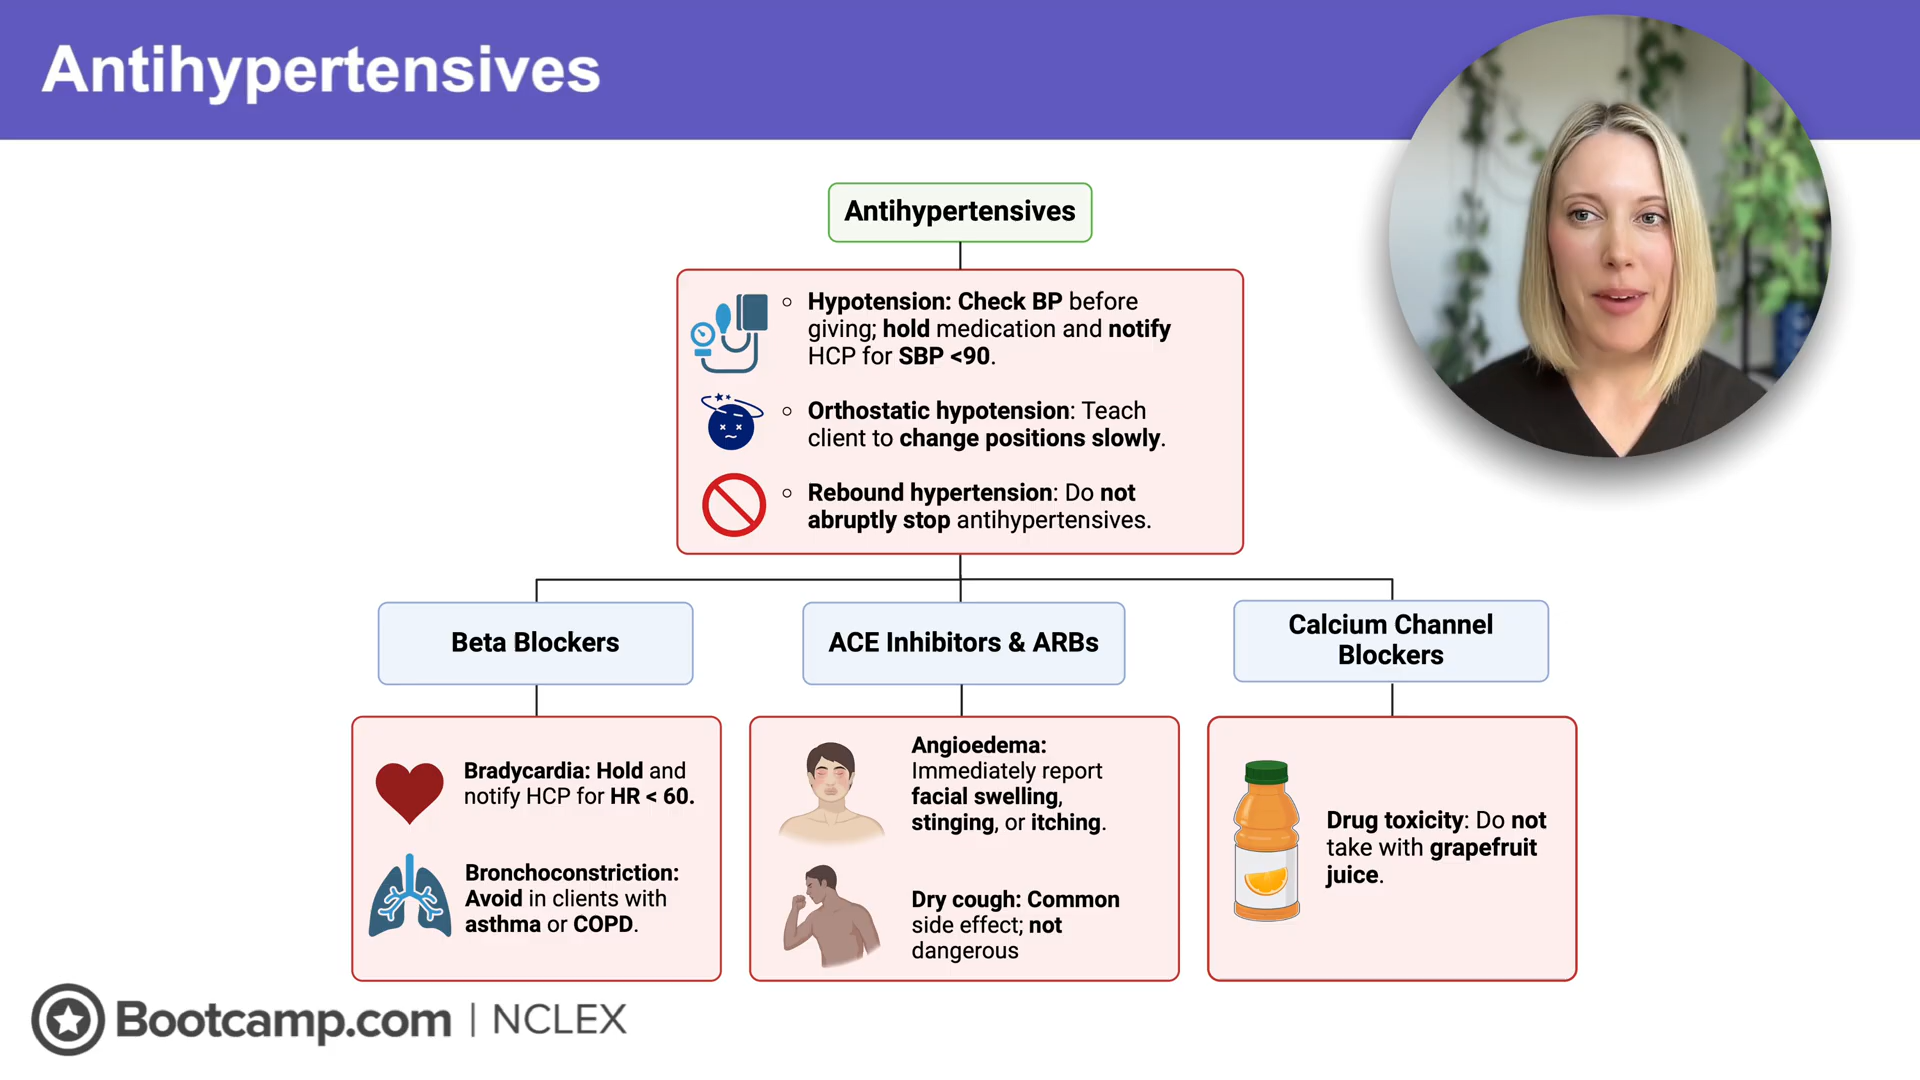 Antihypertensives
Antihypertensives
Hypotension: Check BP before
giving; hold medication and notify
HCP for SBP <90.
Orthostatic hypotension: Teach
client to change positions slowly.
Rebound hypertension: Do not
abruptly stop antihypertensives.
Beta Blockers
Bradycardia: Hold and
notify HCP for HR < 60.
Bronchoconstriction:
Avoid in clients with
asthma or COPD.
ACE Inhibitors & ARBs
Angioedema:
Immediately report
facial swelling,
stinging, or itching.
Dry cough: Common
side effect; not
dangerous
Calcium Channel
Blockers
Drug toxicity: Do not
take with grapefruit
juice.
Bootcamp.com | NCLEX